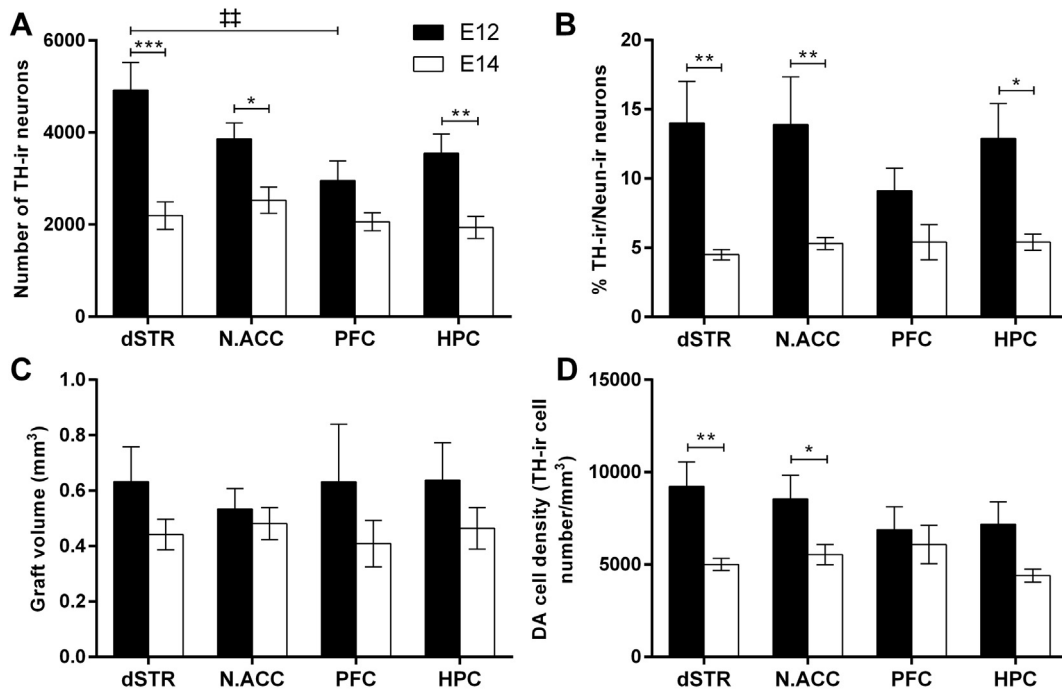 A
‡‡
E12
E14
***
*
**
Number of TH-ir neurons
6000
4000
2000
0
dSTR N.ACC PFC HPC
B
**
**
*
% TH-ir/Neun-ir neurons
20
15
10
5
0
dSTR N.ACC PFC HPC
C
Graft volume (mm³)
1.0
0.8
0.6
0.4
0.2
0.0
dSTR N.ACC PFC HPC
D
**
*
DA cell density (TH-ir cell
number/mm³)
15000
10000
5000
0
dSTR N.ACC PFC HPC